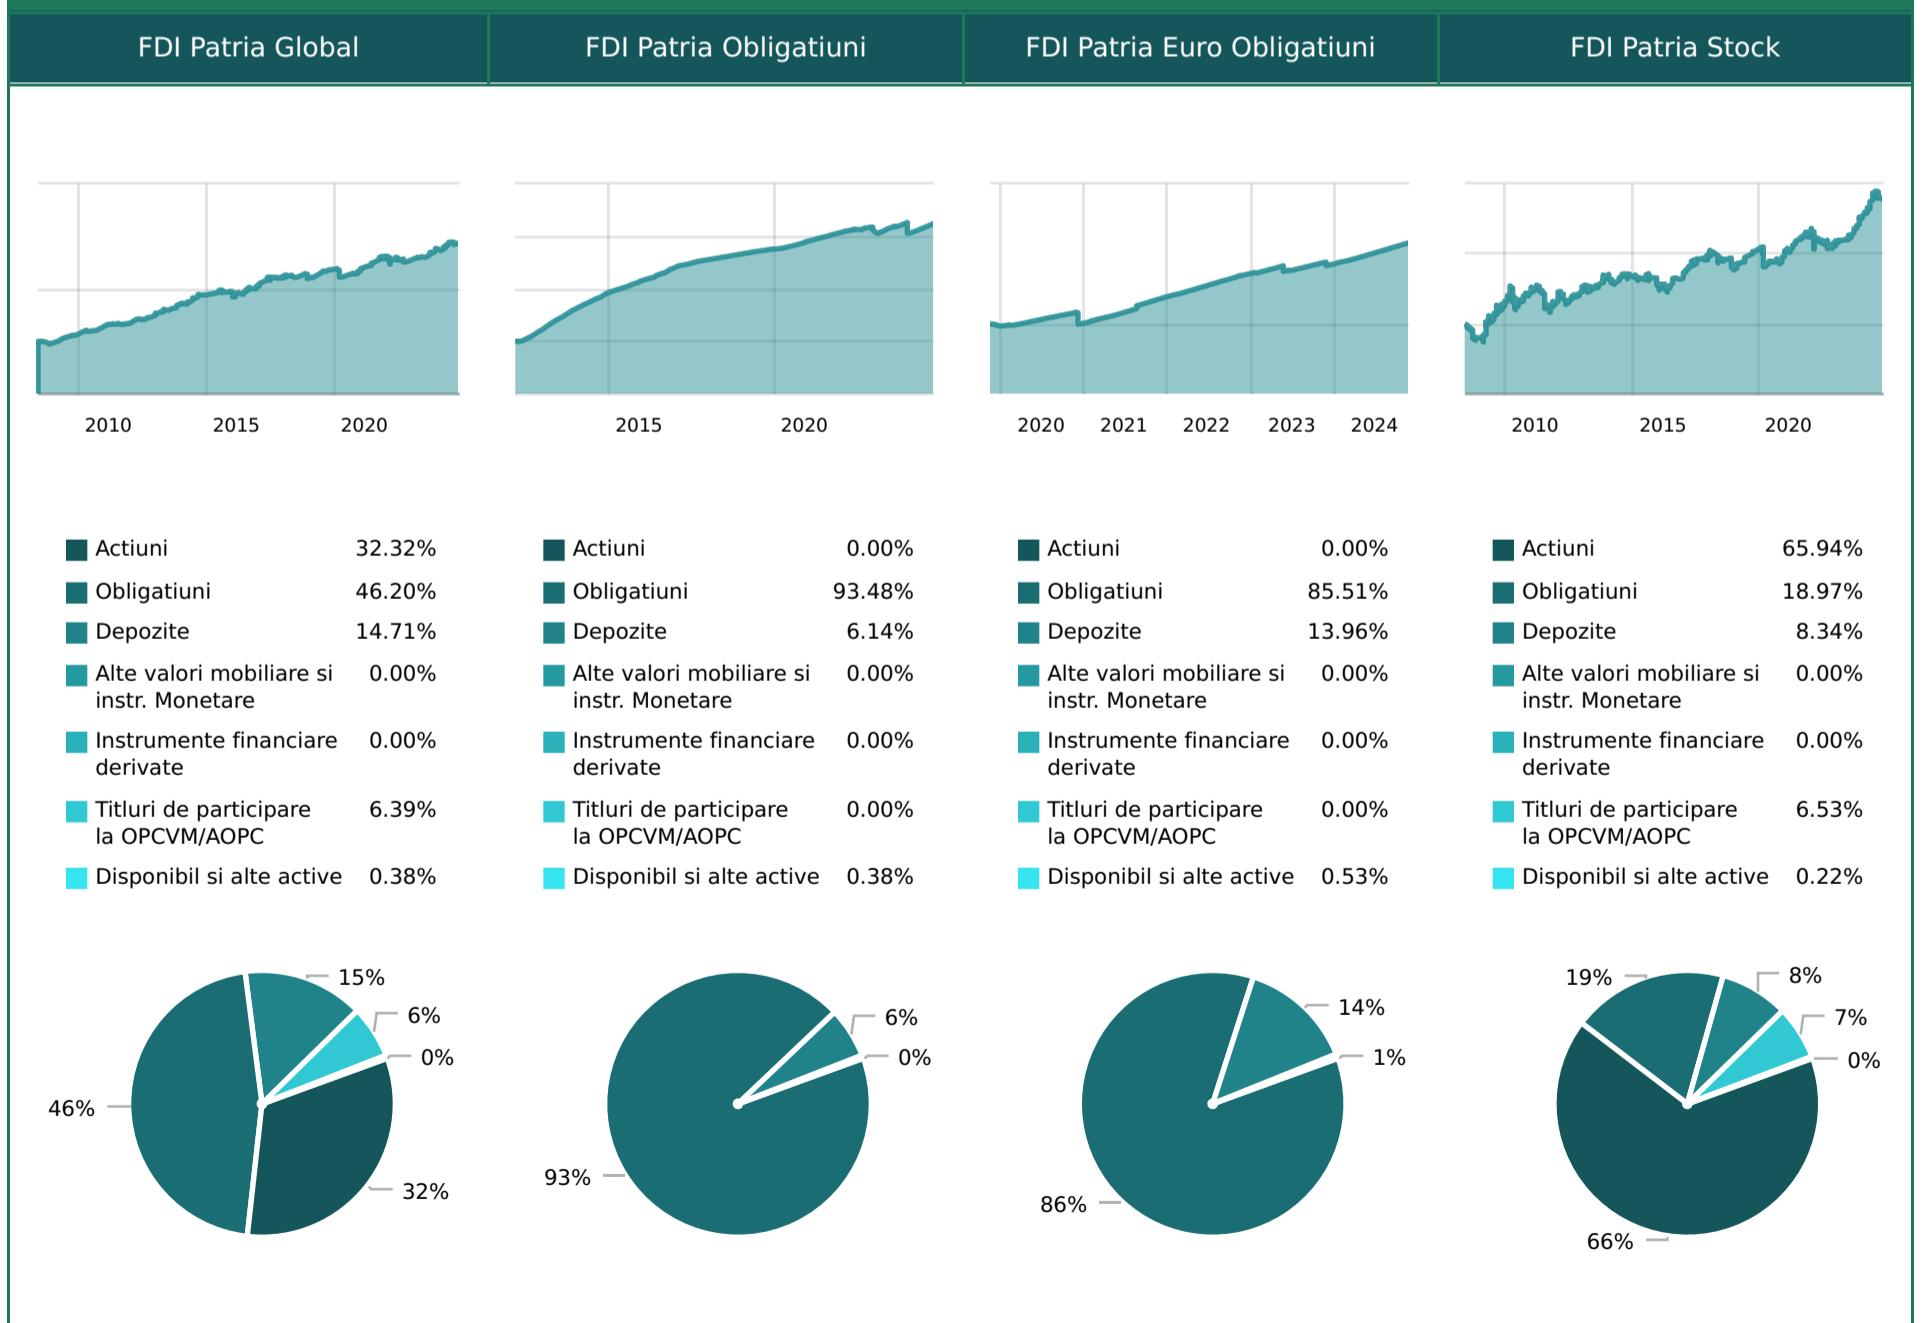 FDI Patria Global
FDI Patria Obligatiuni
FDI Patria Euro Obligatiuni
FDI Patria Stock
2010 2015 2020
2015 2020
2020 2021 2022 2023 2024
2010 2015 2020
Actiuni 32.32%
Obligatiuni 46.20%
Depozite 14.71%
Alte valori mobiliare si 0.00%
instr. Monetare
Instrumente financiare 0.00%
derivate
Titluri de participare 6.39%
la OPCVM/AOPC
Disponibil si alte active 0.38%
Actiuni 0.00%
Obligatiuni 93.48%
Depozite 6.14%
Alte valori mobiliare si 0.00%
instr. Monetare
Instrumente financiare 0.00%
derivate
Titluri de participare 0.00%
la OPCVM/AOPC
Disponibil si alte active 0.38%
Actiuni 0.00%
Obligatiuni 85.51%
Depozite 13.96%
Alte valori mobiliare si 0.00%
instr. Monetare
Instrumente financiare 0.00%
derivate
Titluri de participare 0.00%
la OPCVM/AOPC
Disponibil si alte active 0.53%
Actiuni 65.94%
Obligatiuni 18.97%
Depozite 8.34%
Alte valori mobiliare si 0.00%
instr. Monetare
Instrumente financiare 0.00%
derivate
Titluri de participare 6.53%
la OPCVM/AOPC
Disponibil si alte active 0.22%
15%
6%
0%
46%
32%
6%
0%
93%
14%
1%
86%
19%
8%
7%
0%
66%